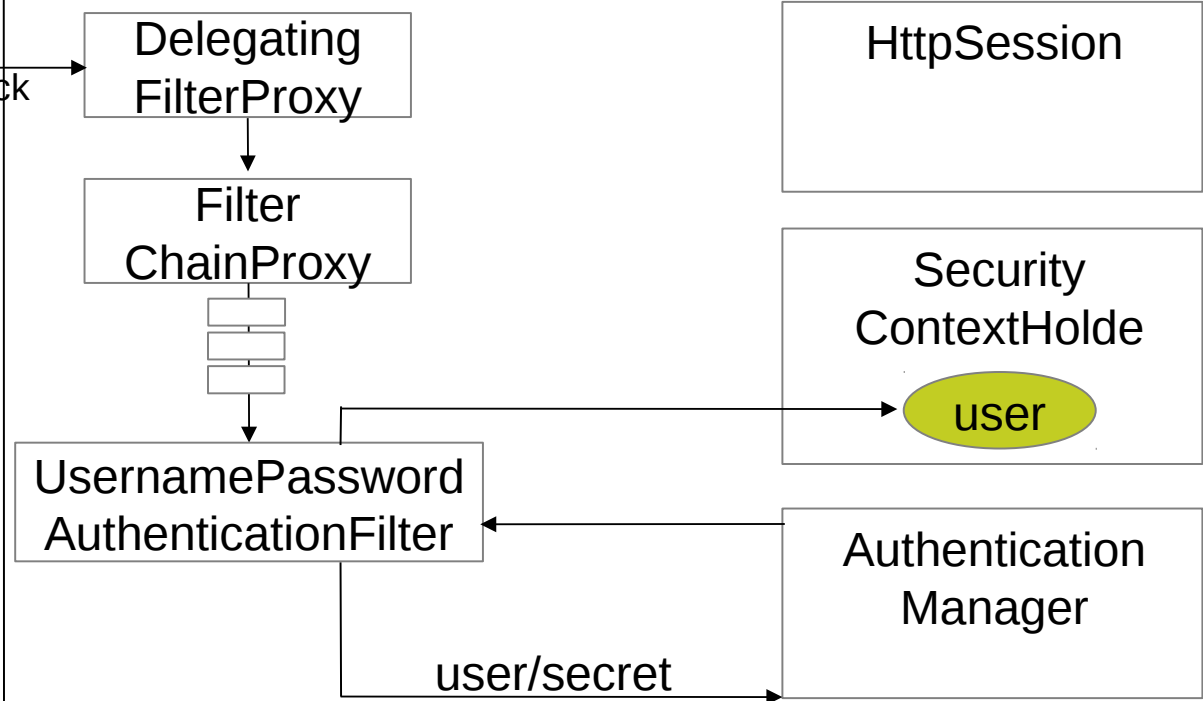 Delegating
FilterProxy
HttpSession
ck
Filter
ChainProxy
Security
ContextHolde
user
UsernamePassword
AuthenticationFilter
Authentication
Manager
user/secret